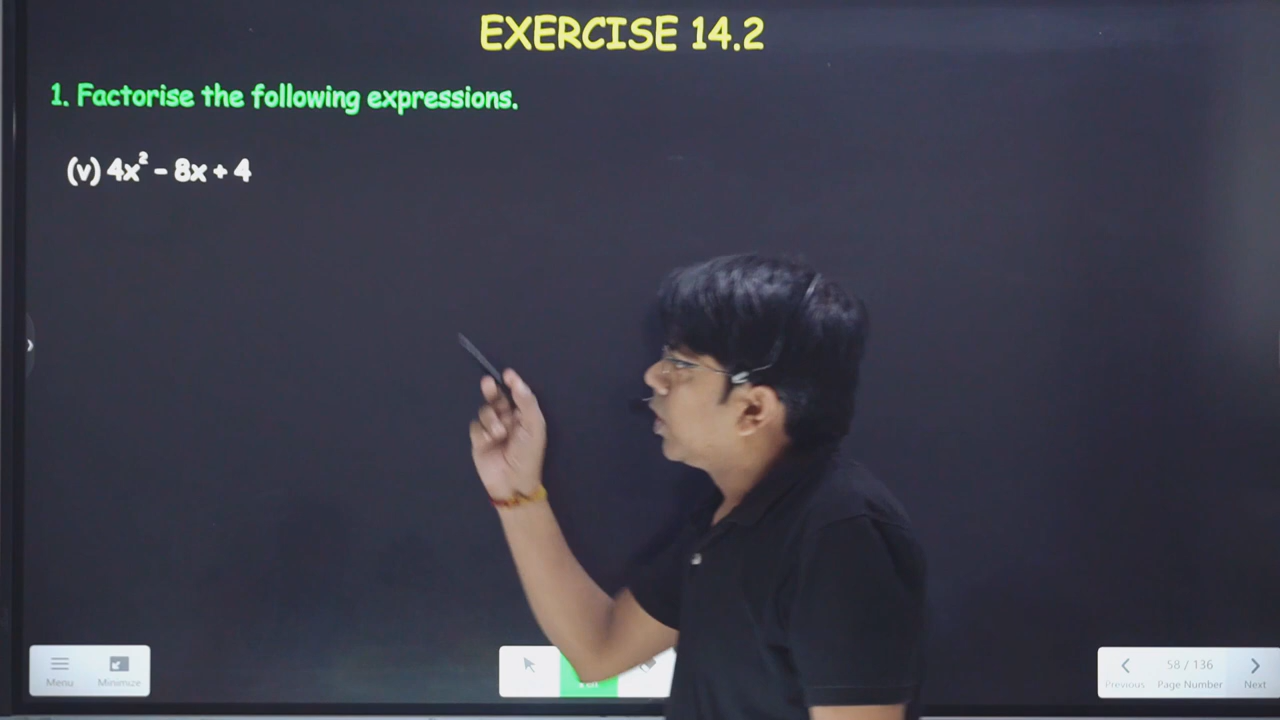 EXERCISE 14.2
1. Factorise the following expressions.
(v) 4x² - 8x + 4
Menu
Minimize
58 / 136
Previous
Page Number
Next